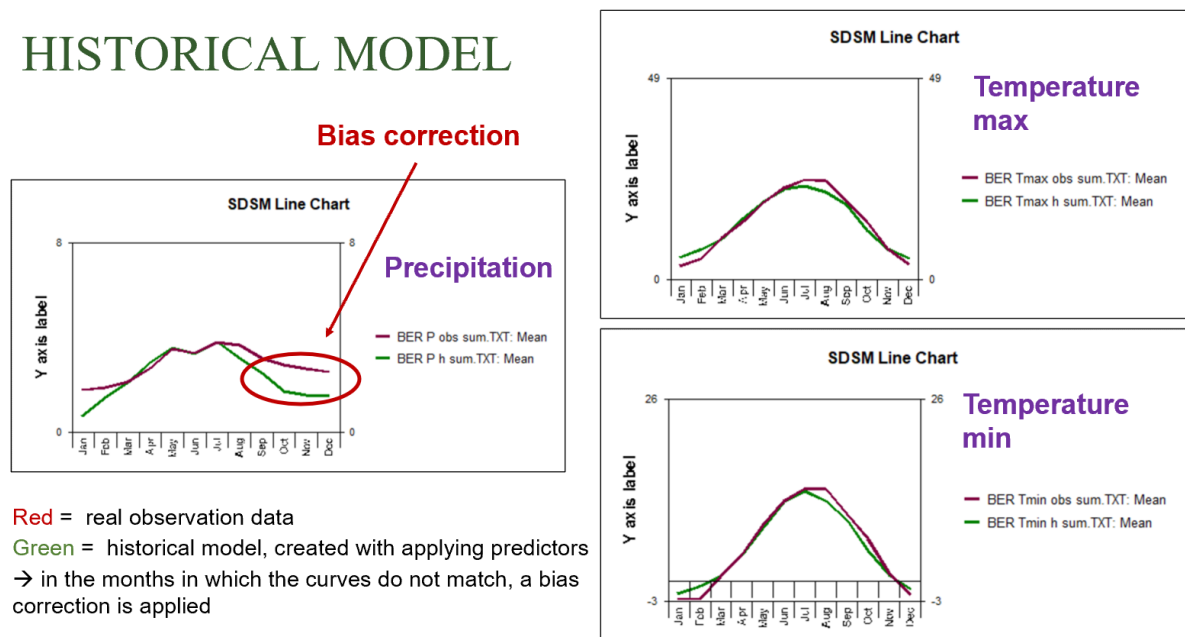 HISTORICAL MODEL
Bias correction
SDSM Line Chart
8
8
Precipitation
Y axis label
BER P obs sum.TXT: Mean
BER P h sum.TXT: Mean
0
0
Jan
Feb
Mar
Apr
May
Jun
Jul
Aug
Sep
Oct
Nov
Dec
Red = real observation data
Green = historical model, created with applying predictors
→ in the months in which the curves do not match, a bias
correction is applied
SDSM Line Chart
49
49
Temperature
max
Y axis label
BER Tmax obs sum.TXT: Mean
BER Tmax h sum.TXT: Mean
0
0
Jan
Feb
Mar
Apr
May
Jun
Jul
Aug
Sep
Oct
Nov
Dec
SDSM Line Chart
26
26
Temperature
min
Y axis label
BER Tmin obs sum.TXT: Mean
BER Tmin h sum.TXT: Mean
-3
-3
Jan
Feb
Mar
Apr
May
Jun
Jul
Aug
Sep
Oct
Nov
Dec